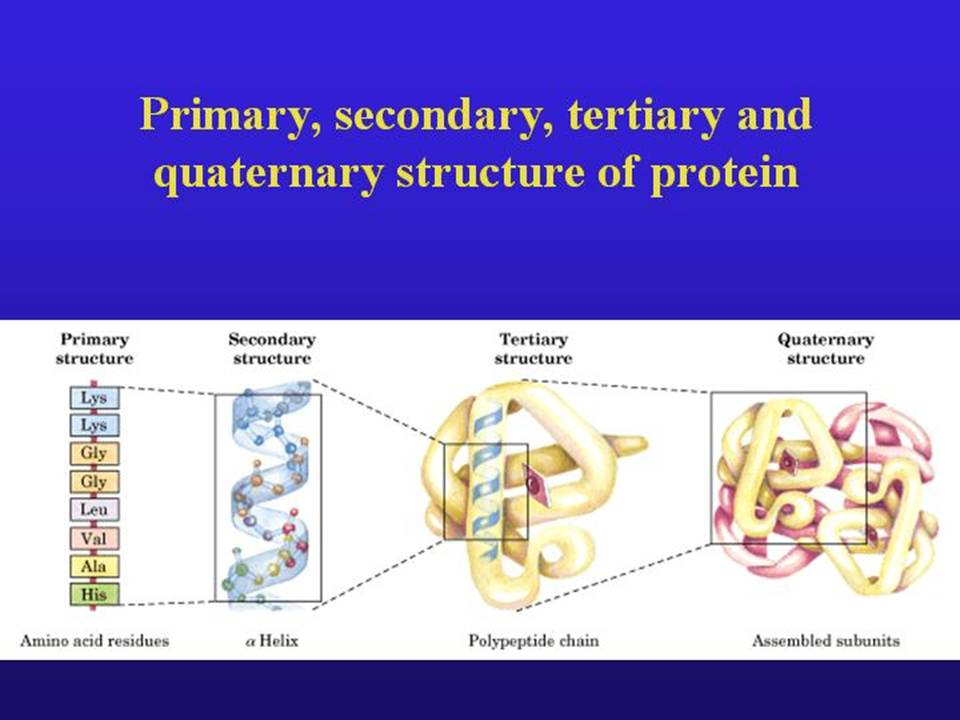 Primary, secondary, tertiary and
quaternary structure of protein
Primary
structure
Secondary
structure
Tertiary
structure
Quaternary
structure
Lys
Lys
Gly
Gly
Leu
Val
Ala
His
Amino acid residues
α Helix
Polypeptide chain
Assembled subunits